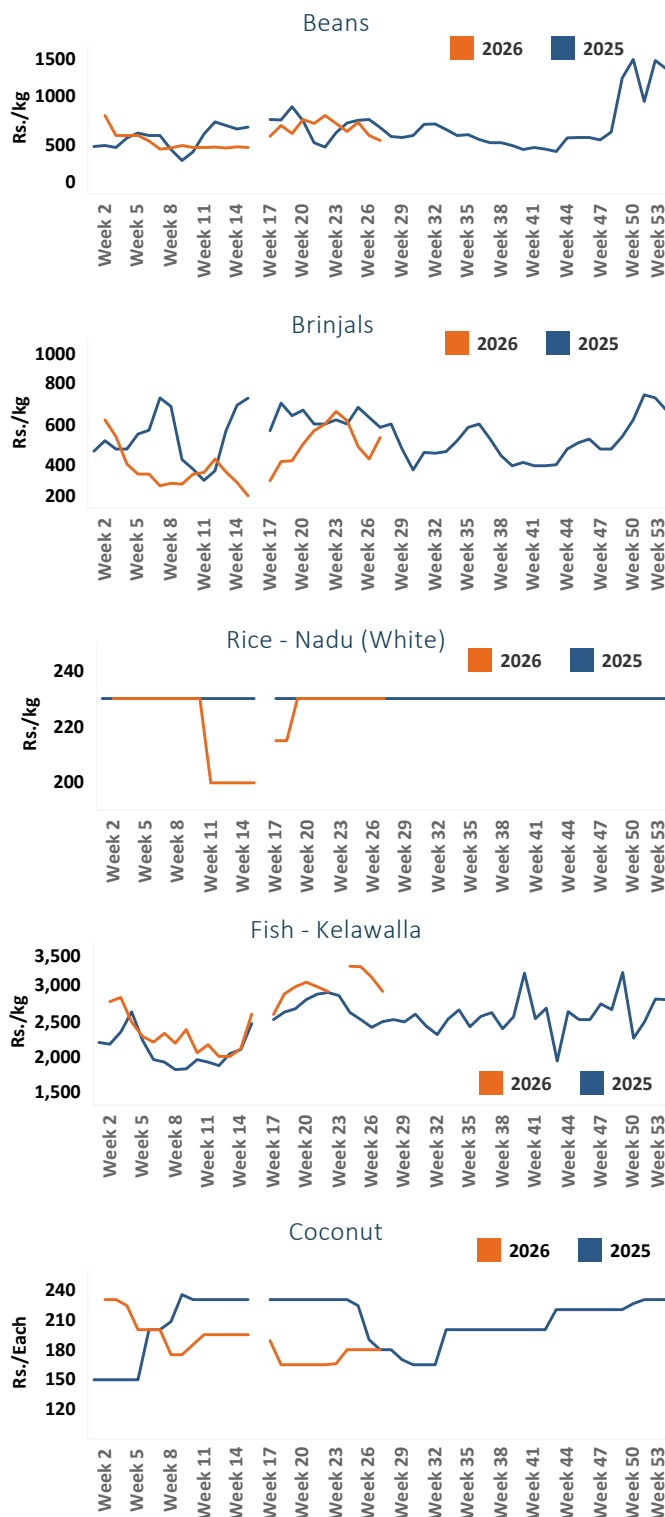 Beans
2026 2025
Rs./kg
1500
1000
500
0
Week 2 Week 5 Week 8 Week 11 Week 14 Week 17 Week 20 Week 23 Week 26 Week 29 Week 32 Week 35 Week 38 Week 41 Week 44 Week 47 Week 50 Week 53
Brinjals
2026 2025
Rs./kg
1000
800
600
400
200
Week 2 Week 5 Week 8 Week 11 Week 14 Week 17 Week 20 Week 23 Week 26 Week 29 Week 32 Week 35 Week 38 Week 41 Week 44 Week 47 Week 50 Week 53
Rice - Nadu (White)
2026 2025
Rs./kg
240
220
200
Week 2 Week 5 Week 8 Week 11 Week 14 Week 17 Week 20 Week 23 Week 26 Week 29 Week 32 Week 35 Week 38 Week 41 Week 44 Week 47 Week 50 Week 53
Fish - Kelawalla
Rs./kg
3,500
3,000
2,500
2,000
1,500
2026 2025
Week 2 Week 5 Week 8 Week 11 Week 14 Week 17 Week 20 Week 23 Week 26 Week 29 Week 32 Week 35 Week 38 Week 41 Week 44 Week 47 Week 50 Week 53
Coconut
2026 2025
Rs./Each
240
210
180
150
120
Week 2 Week 5 Week 8 Week 11 Week 14 Week 17 Week 20 Week 23 Week 26 Week 29 Week 32 Week 35 Week 38 Week 41 Week 44 Week 47 Week 50 Week 53